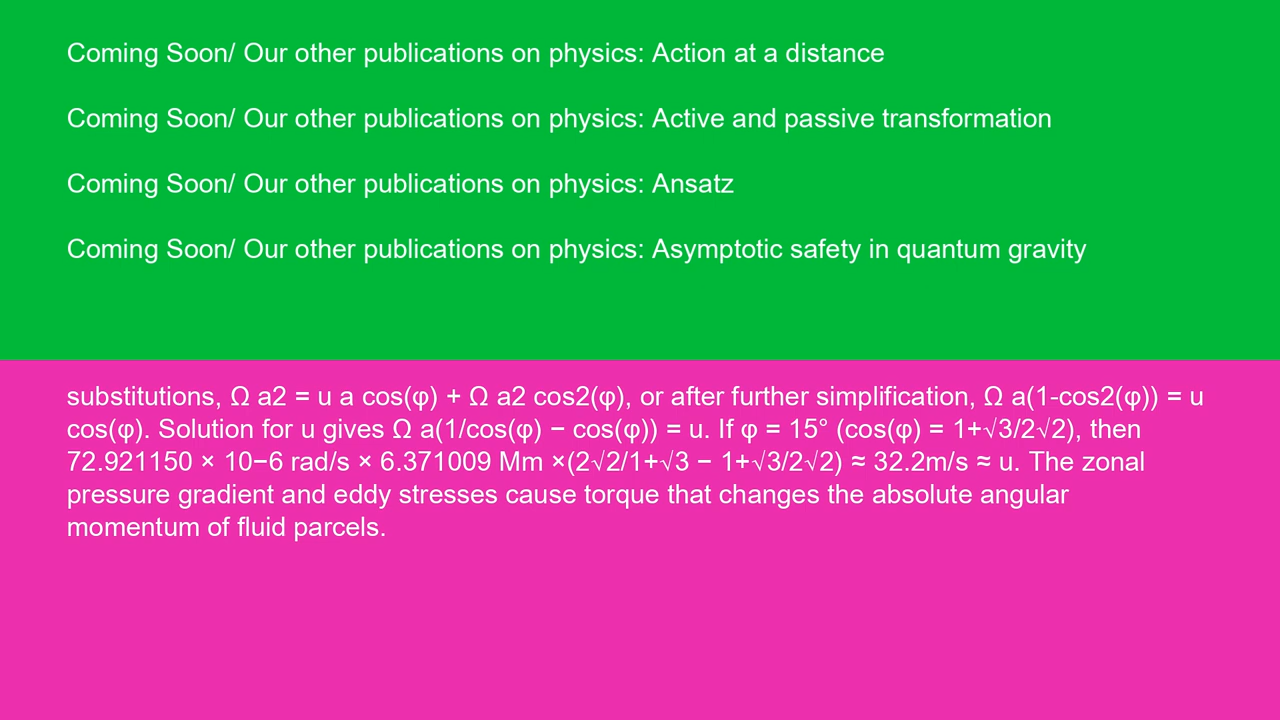 Coming Soon/ Our other publications on physics: Action at a distance
Coming Soon/ Our other publications on physics: Active and passive transformation
Coming Soon/ Our other publications on physics: Ansatz
Coming Soon/ Our other publications on physics: Asymptotic safety in quantum gravity
substitutions, Ω a2 = u a cos(φ) + Ω a2 cos2(φ), or after further simplification, Ω a(1-cos2(φ)) = u
cos(φ). Solution for u gives Ω a(1/cos(φ) − cos(φ)) = u. If φ = 15° (cos(φ) = 1+√3/2√2), then
72.921150 × 10−6 rad/s × 6.371009 Mm ×(2√2/1+√3 − 1+√3/2√2) ≈ 32.2m/s ≈ u. The zonal
pressure gradient and eddy stresses cause torque that changes the absolute angular
momentum of fluid parcels.